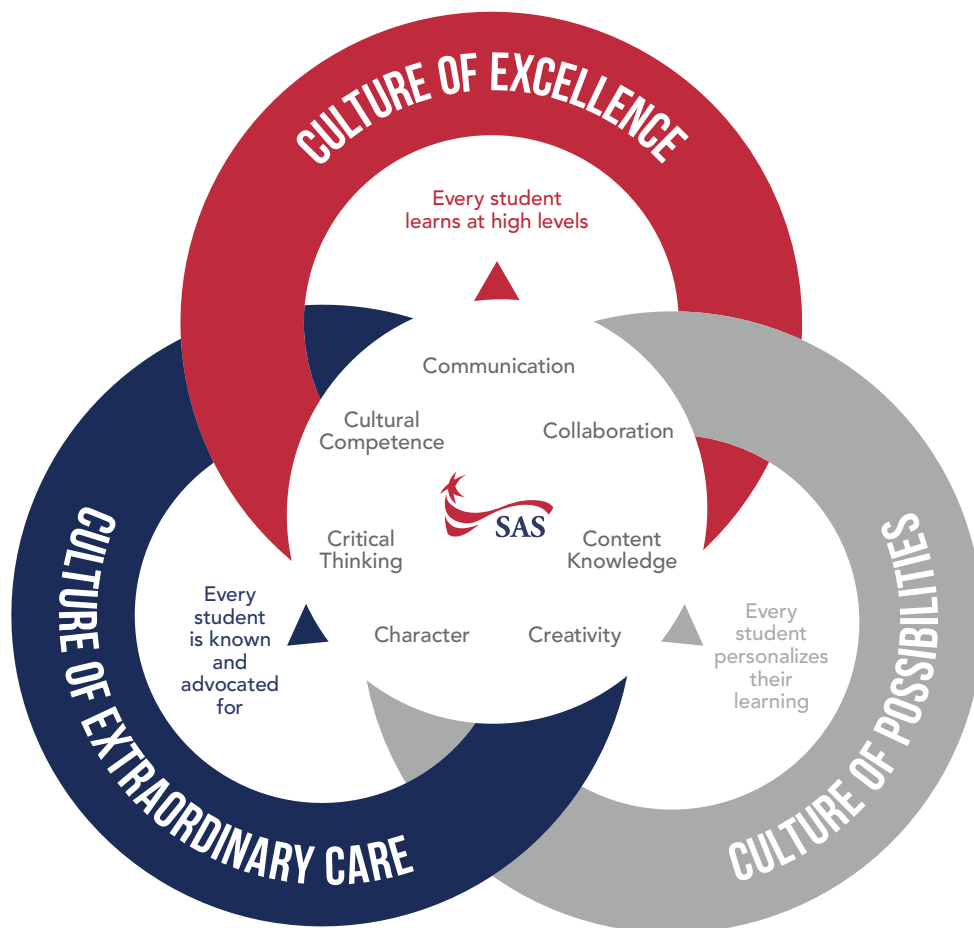 CULTURE OF EXCELLENCE
Every student
learns at high levels
Communication
Cultural
Competence
Collaboration
SAS
Critical
Thinking
Content
Knowledge
Character
Creativity
CULTURE OF EXTRAORDINARY CARE
Every
student
is known
and
advocated
for
CULTURE OF POSSIBILITIES
Every
student
personalizes
their
learning